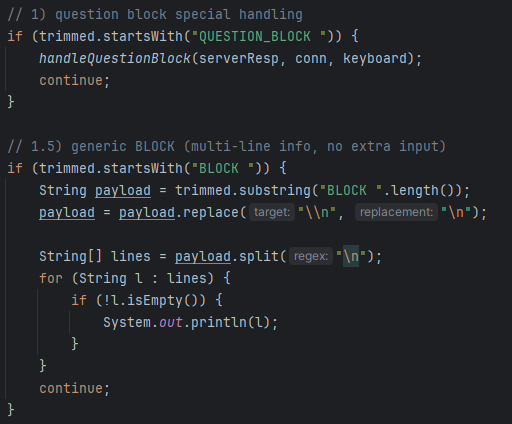 // 1) question block special handling
if (trimmed.startsWith("QUESTION_BLOCK ")) {
    handleQuestionBlock(serverResp, conn, keyboard);
    continue;
}

// 1.5) generic BLOCK (multi-line info, no extra input)
if (trimmed.startsWith("BLOCK ")) {
    String payload = trimmed.substring("BLOCK ".length());
    payload = payload.replace( target: "\\n", replacement: "\n");

    String[] lines = payload.split( regex: "\n");
    for (String l : lines) {
        if (!l.isEmpty()) {
            System.out.println(l);
        }
    }
    continue;
}